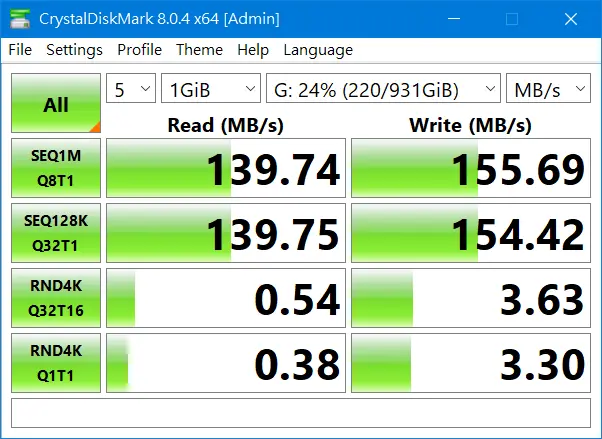 CrystalDiskMark 8.0.4 x64 [Admin]
File Settings Profile Theme Help Language
All 5 1GiB G: 24% (220/931GiB) MB/s
Read (MB/s) Write (MB/s)
SEQ1M
Q8T1 139.74 155.69
SEQ128K
Q32T1 139.75 154.42
RND4K
Q32T16 0.54 3.63
RND4K
Q1T1 0.38 3.30